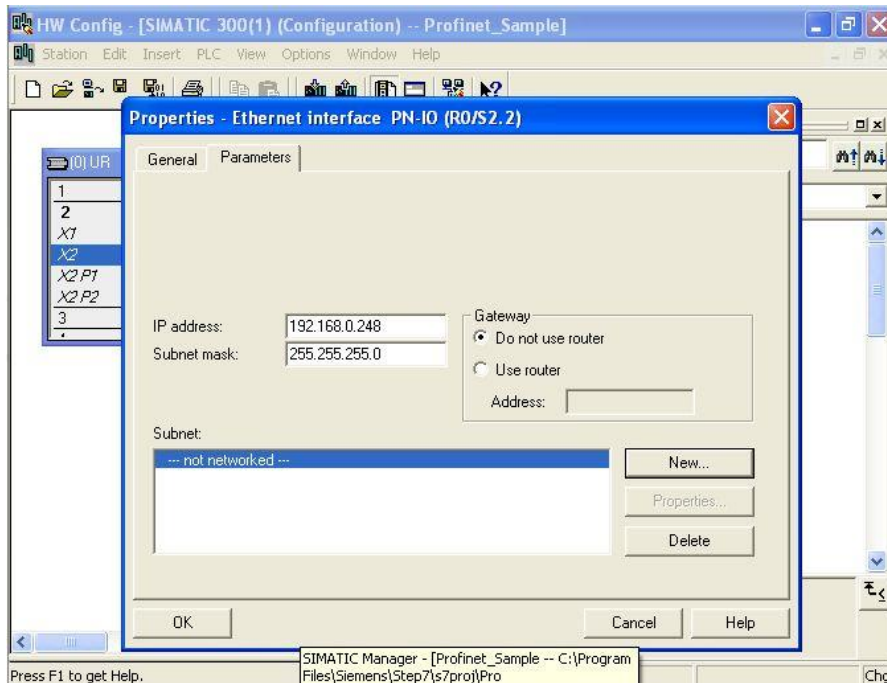 HW Config - [SIMATIC 300(1) (Configuration) -- Profinet_Sample]
Station Edit Insert PLC View Options Window Help
Properties - Ethernet interface PN-IO (R0/S2.2)
(0) UR
General Parameters
1
2
X1
X2
X2 P1
X2 P2
3
IP address: 192.168.0.248
Subnet mask: 255.255.255.0
Gateway
Do not use router
Use router
Address:
Subnet:
--- not networked ---
New...
Properties...
Delete
OK Cancel Help
SIMATIC Manager - [Profinet_Sample -- C:\Program
Files\Siemens\Step7\s7proj\Pro
Press F1 to get Help.
Chg